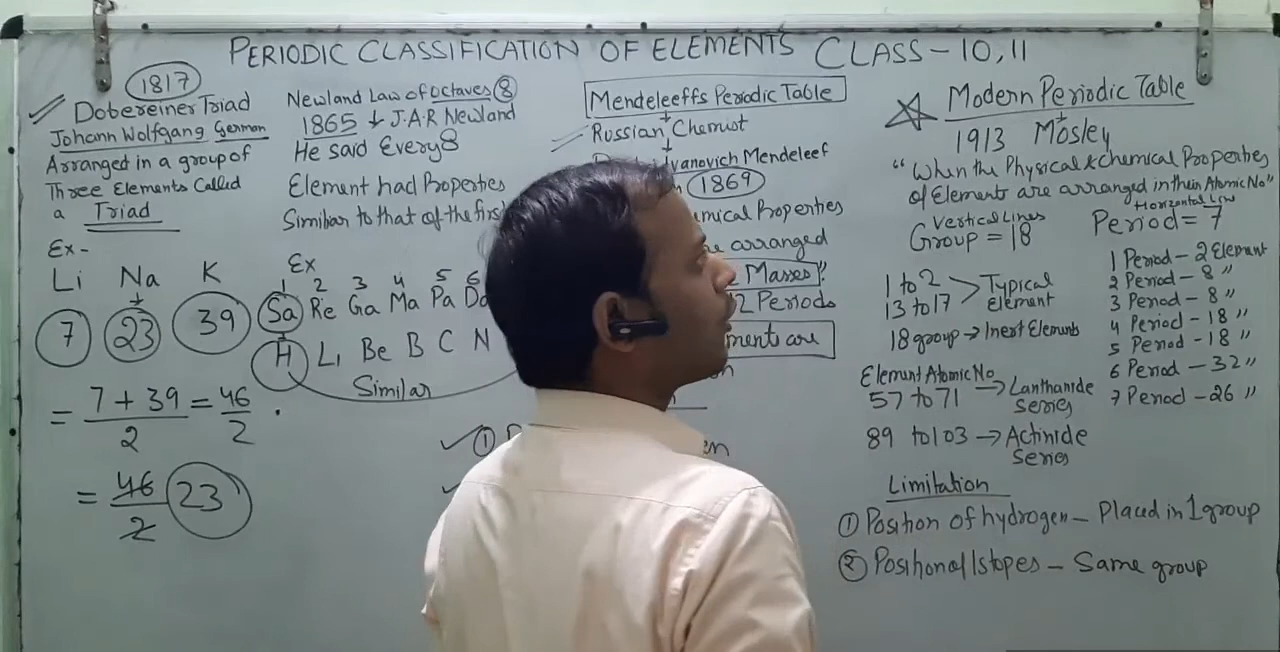 PERIODIC CLASSIFICATION OF ELEMENTS CLASS-10,11
1817
Dobereiner Triad
Johann Wolfgang German
Arranged in a group of
Three Elements Called
a Triad
Ex-
Li Na K
7 23 39
= 7+39/2 = 46/2
= 46/2 23
Newland Law of Octaves 8
1865 ↓ J.A.R Newland
He said Every 8
Element had Properties
Similar to that of the first
Ex
1 2 3 4 5 6
Sa Re Ga Ma Pa
H Li Be B C N
Similar
①
Mendeleeffs Periodic Table
Russian Chemist
Ivanovich Mendeleef
1869
Properties
are arranged
Masses".
2 Periods
are
Modern Periodic Table
1913 Mosley
"When the Physical & Chemical Properties
of Element are arranged in their Atomic No"
Vertical Lines
Group = 18
Horizontal Line
Period = 7
1 to 2
13 to 17 > Typical Element
18 group → Inert Elements
Element Atomic No
57 to 71 → Lanthanide Series
89 to 103 → Actinide Series
1 Period - 2 Element
2 Period - 8 "
3 Period - 8 "
4 Period - 18 "
5 Period - 18 "
6 Period - 32 "
7 Period - 26 "
Limitation
① Position of hydrogen - Placed in 1 group
② Position of Istopes - Same group